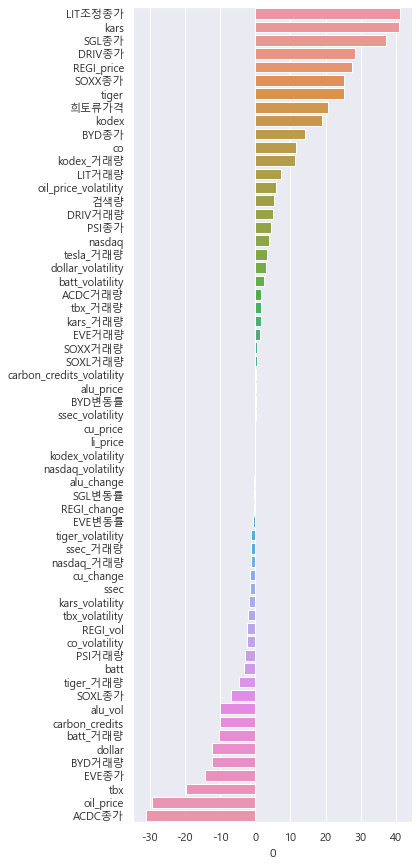 LIT조정종가
kars
SGL종가
DRIV종가
REGI_price
SOXX종가
tiger
희토류가격
kodex
BYD종가
co
kodex_거래량
LIT거래량
oil_price_volatility
검색량
DRIV거래량
PSI종가
nasdaq
tesla_거래량
dollar_volatility
batt_volatility
ACDC거래량
tbx_거래량
kars_거래량
EVE거래량
SOXX거래량
SOXL거래량
carbon_credits_volatility
alu_price
BYD변동률
ssec_volatility
cu_price
li_price
kodex_volatility
nasdaq_volatility
alu_change
SGL변동률
REGI_change
EVE변동률
tiger_volatility
ssec_거래량
nasdaq_거래량
cu_change
ssec
kars_volatility
tbx_volatility
REGI_vol
co_volatility
PSI거래량
batt
tiger_거래량
SOXL종가
alu_vol
carbon_credits
batt_거래량
dollar
BYD거래량
EVE종가
tbx
oil_price
ACDC종가
-30 -20 -10 0 10 20 30 40
0